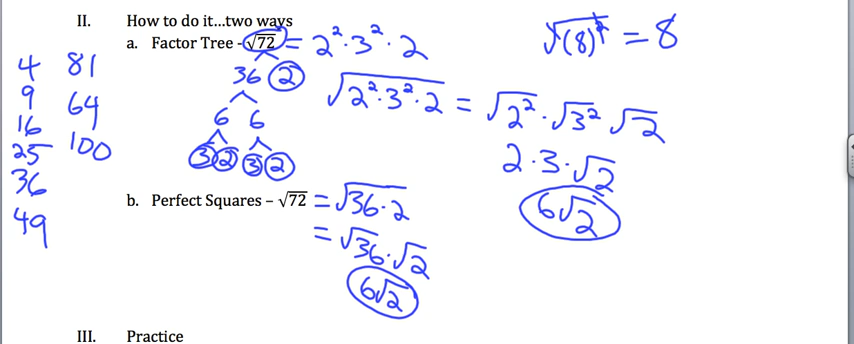 II. How to do it...two ways
a. Factor Tree - √72 = 2² · 3² · 2
√(8)² = 8
36 2
6 6
3 2 3 2
√2² · 3² · 2 = √2² · √3² √2
2 · 3 · √2
6√2
4 81
9 64
16 100
25
36
49
b. Perfect Squares – √72 = √36 · 2
= √36 · √2
6√2
III. Practice